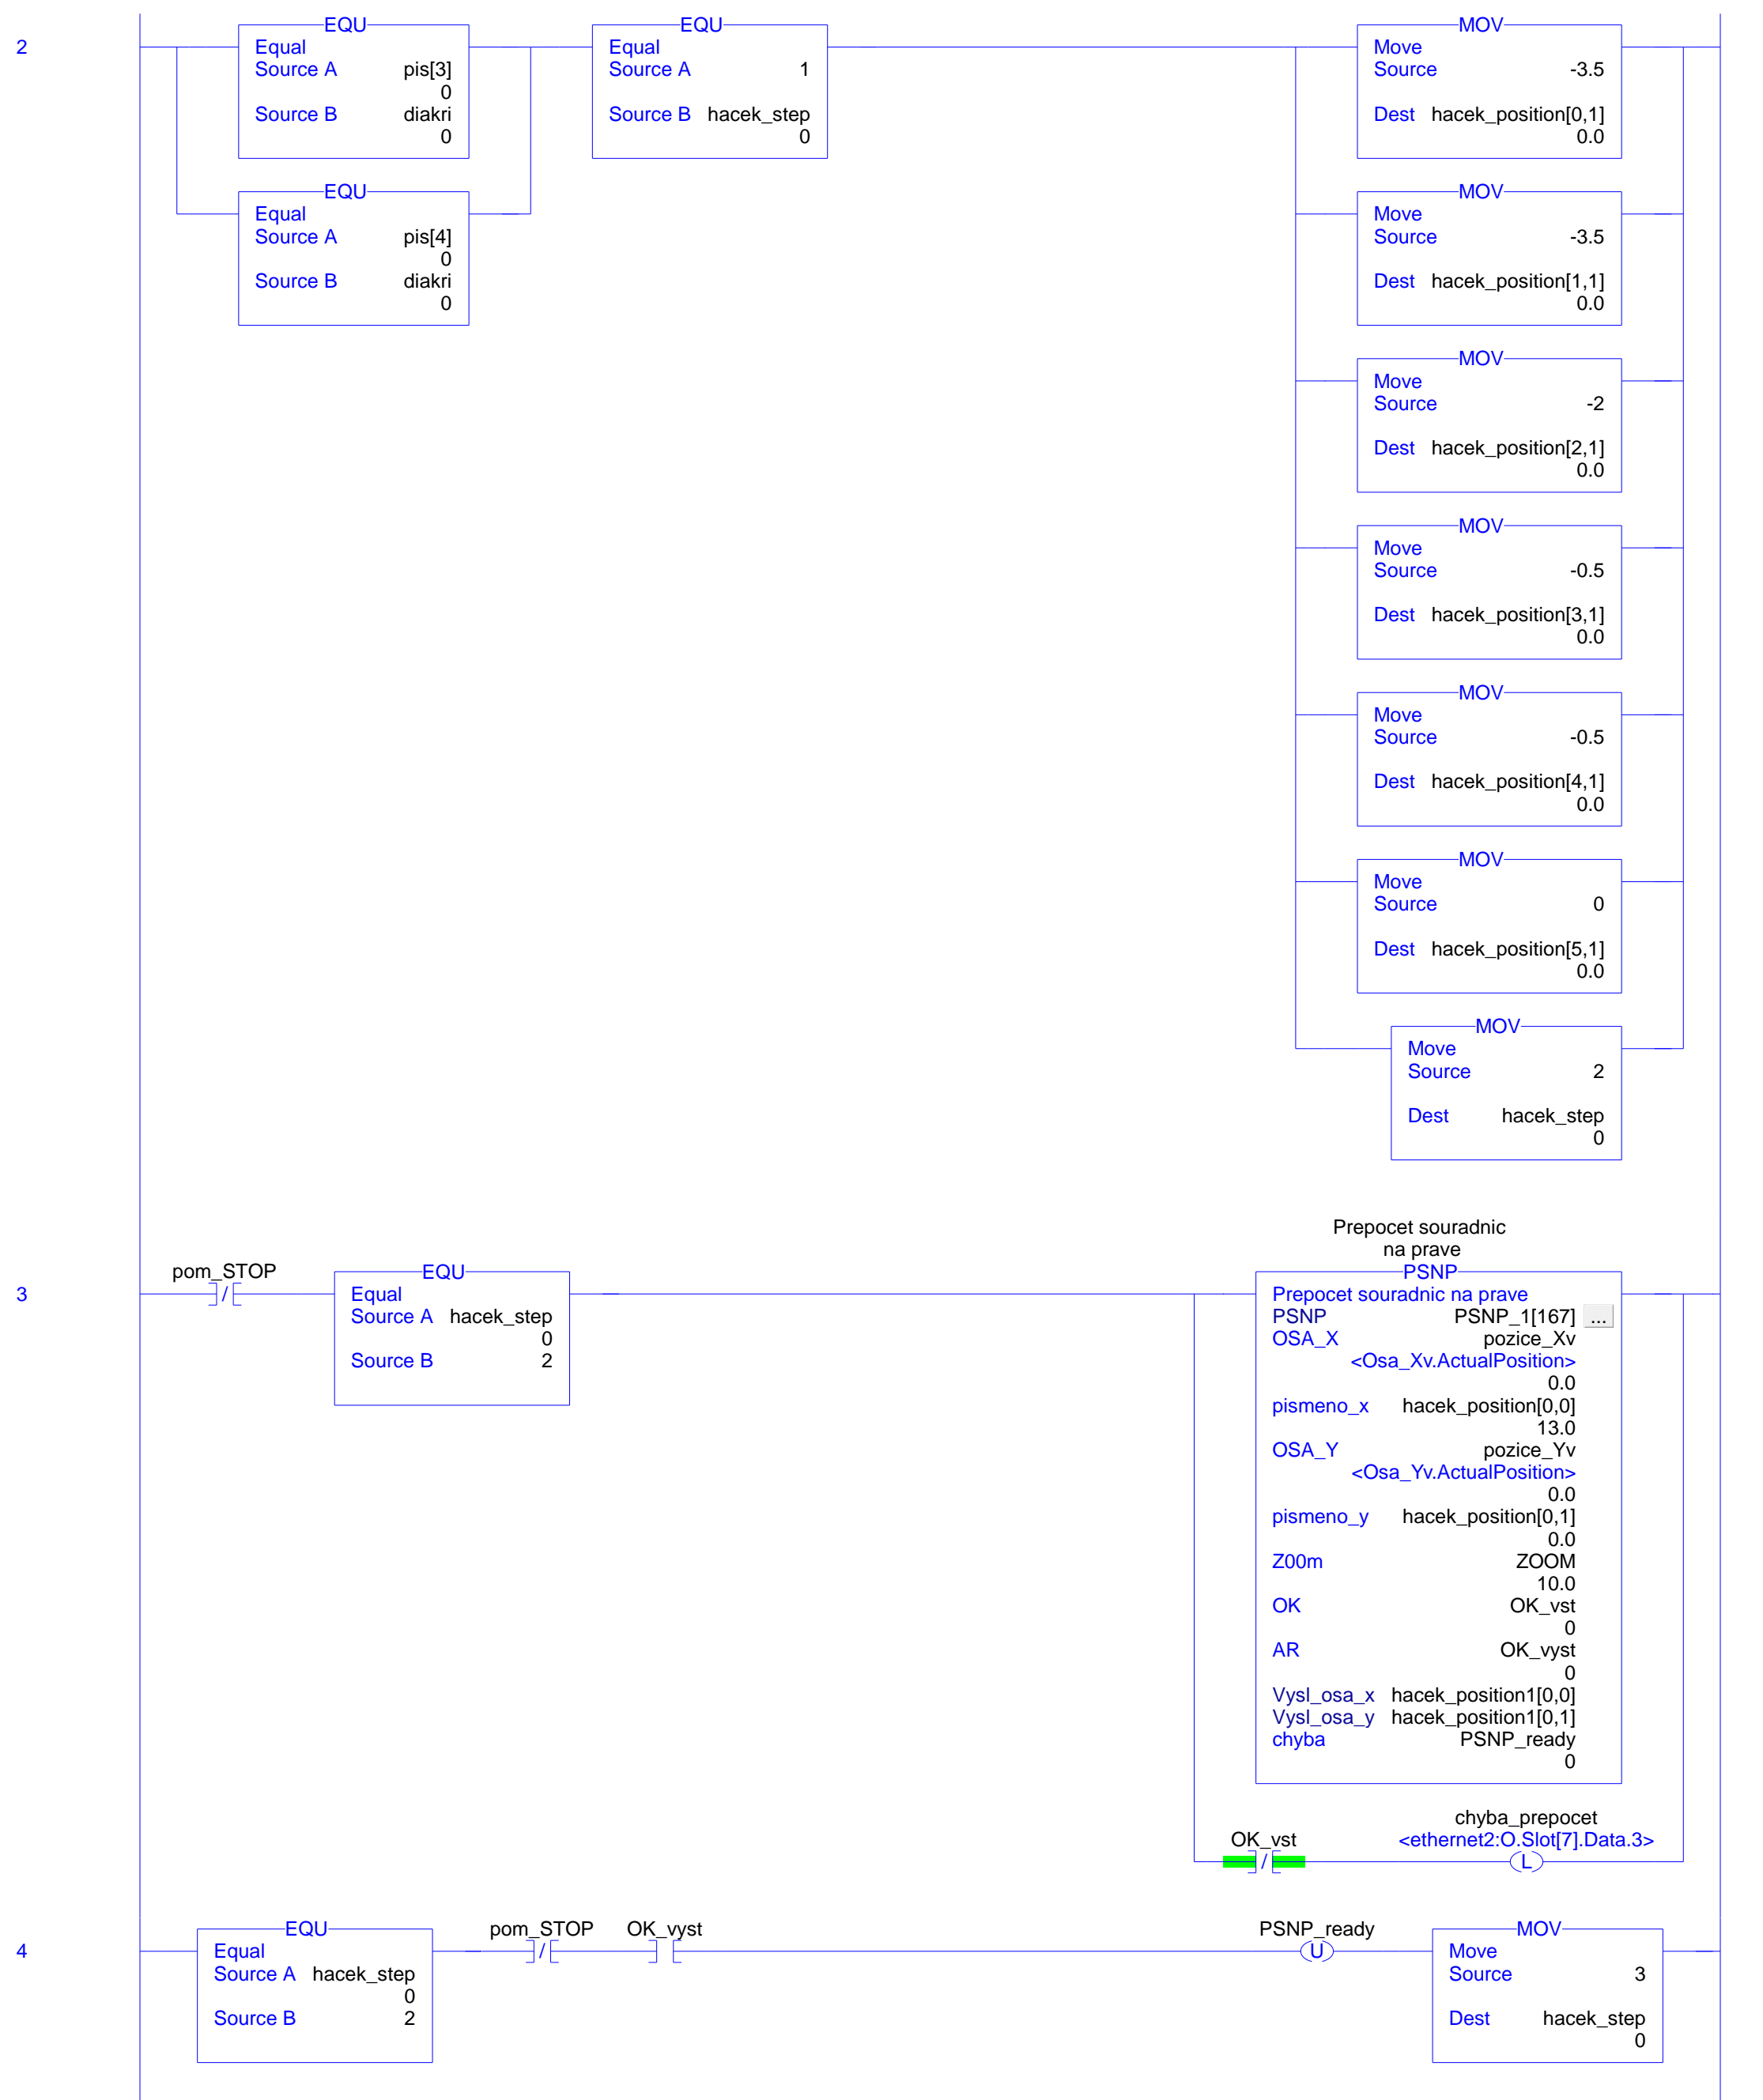 2
EQU
Equal
Source A pis[3]
0
Source B diakri
0
EQU
Equal
Source A pis[4]
0
Source B diakri
0
EQU
Equal
Source A 1
Source B hacek_step
0
MOV
Move
Source -3.5
Dest hacek_position[0,1]
0.0
MOV
Move
Source -3.5
Dest hacek_position[1,1]
0.0
MOV
Move
Source -2
Dest hacek_position[2,1]
0.0
MOV
Move
Source -0.5
Dest hacek_position[3,1]
0.0
MOV
Move
Source -0.5
Dest hacek_position[4,1]
0.0
MOV
Move
Source 0
Dest hacek_position[5,1]
0.0
MOV
Move
Source 2
Dest hacek_step
0
3
pom_STOP
/
EQU
Equal
Source A hacek_step
0
Source B 2
Prepocet souradnic
na prave
PSNP
Prepocet souradnic na prave
PSNP PSNP_1[167] ...
OSA_X pozice_Xv
<Osa_Xv.ActualPosition>
0.0
pismeno_x hacek_position[0,0]
13.0
OSA_Y pozice_Yv
<Osa_Yv.ActualPosition>
0.0
pismeno_y hacek_position[0,1]
0.0
Z00m ZOOM
10.0
OK OK_vst
0
AR OK_vyst
0
Vysl_osa_x hacek_position1[0,0]
Vysl_osa_y hacek_position1[0,1]
chyba PSNP_ready
0
OK_vst
/
chyba_prepocet
<ethernet2:O.Slot[7].Data.3>
L
4
EQU
Equal
Source A hacek_step
0
Source B 2
pom_STOP
/
OK_vyst
PSNP_ready
U
MOV
Move
Source 3
Dest hacek_step
0